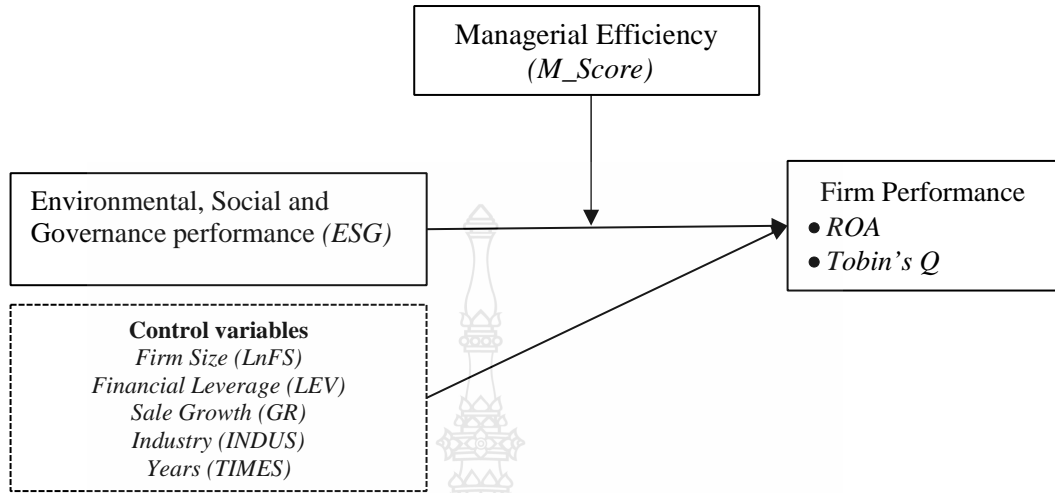 Managerial Efficiency
(M_Score)
Environmental, Social and
Governance performance (ESG)
Firm Performance
● ROA
● Tobin’s Q
Control variables
Firm Size (LnFS)
Financial Leverage (LEV)
Sale Growth (GR)
Industry (INDUS)
Years (TIMES)